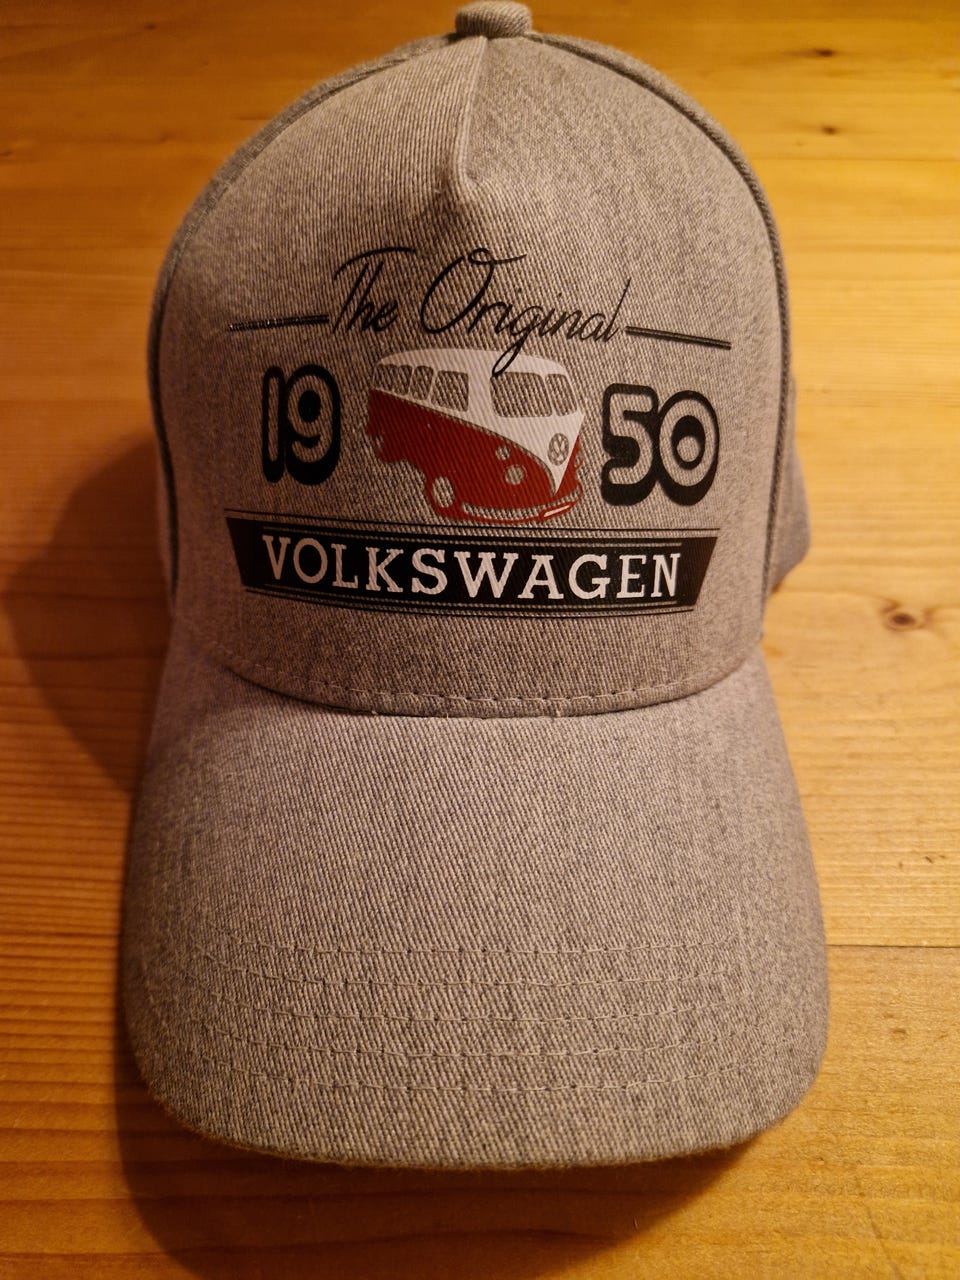 The Original
19 50
VOLKSWAGEN